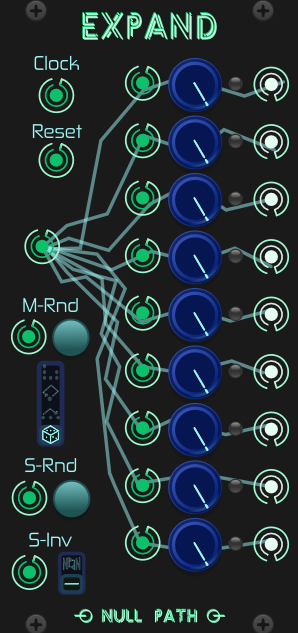 EXPAND
Clock
Reset
M-Rnd
S-Rnd
S-Inv
NULL PATH